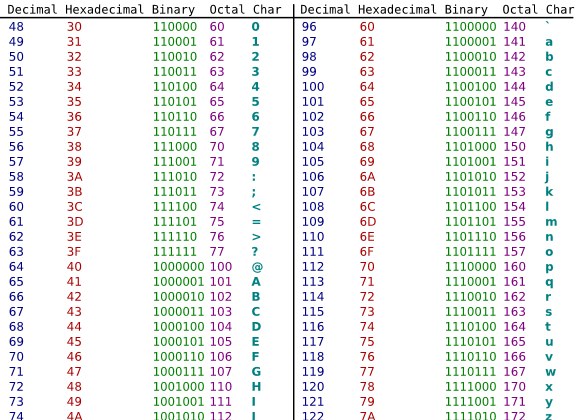 Decimal Hexadecimal Binary Octal Char Decimal Hexadecimal Binary Octal Char
48 30 110000 60 0 96 60 1100000 140 `
49 31 110001 61 1 97 61 1100001 141 a
50 32 110010 62 2 98 62 1100010 142 b
51 33 110011 63 3 99 63 1100011 143 c
52 34 110100 64 4 100 64 1100100 144 d
53 35 110101 65 5 101 65 1100101 145 e
54 36 110110 66 6 102 66 1100110 146 f
55 37 110111 67 7 103 67 1100111 147 g
56 38 111000 70 8 104 68 1101000 150 h
57 39 111001 71 9 105 69 1101001 151 i
58 3A 111010 72 : 106 6A 1101010 152 j
59 3B 111011 73 ; 107 6B 1101011 153 k
60 3C 111100 74 < 108 6C 1101100 154 l
61 3D 111101 75 = 109 6D 1101101 155 m
62 3E 111110 76 > 110 6E 1101110 156 n
63 3F 111111 77 ? 111 6F 1101111 157 o
64 40 1000000 100 @ 112 70 1110000 160 p
65 41 1000001 101 A 113 71 1110001 161 q
66 42 1000010 102 B 114 72 1110010 162 r
67 43 1000011 103 C 115 73 1110011 163 s
68 44 1000100 104 D 116 74 1110100 164 t
69 45 1000101 105 E 117 75 1110101 165 u
70 46 1000110 106 F 118 76 1110110 166 v
71 47 1000111 107 G 119 77 1110111 167 w
72 48 1001000 110 H 120 78 1111000 170 x
73 49 1001001 111 I 121 79 1111001 171 y
74 4A 1001010 112 J 122 7A 1111010 172 z